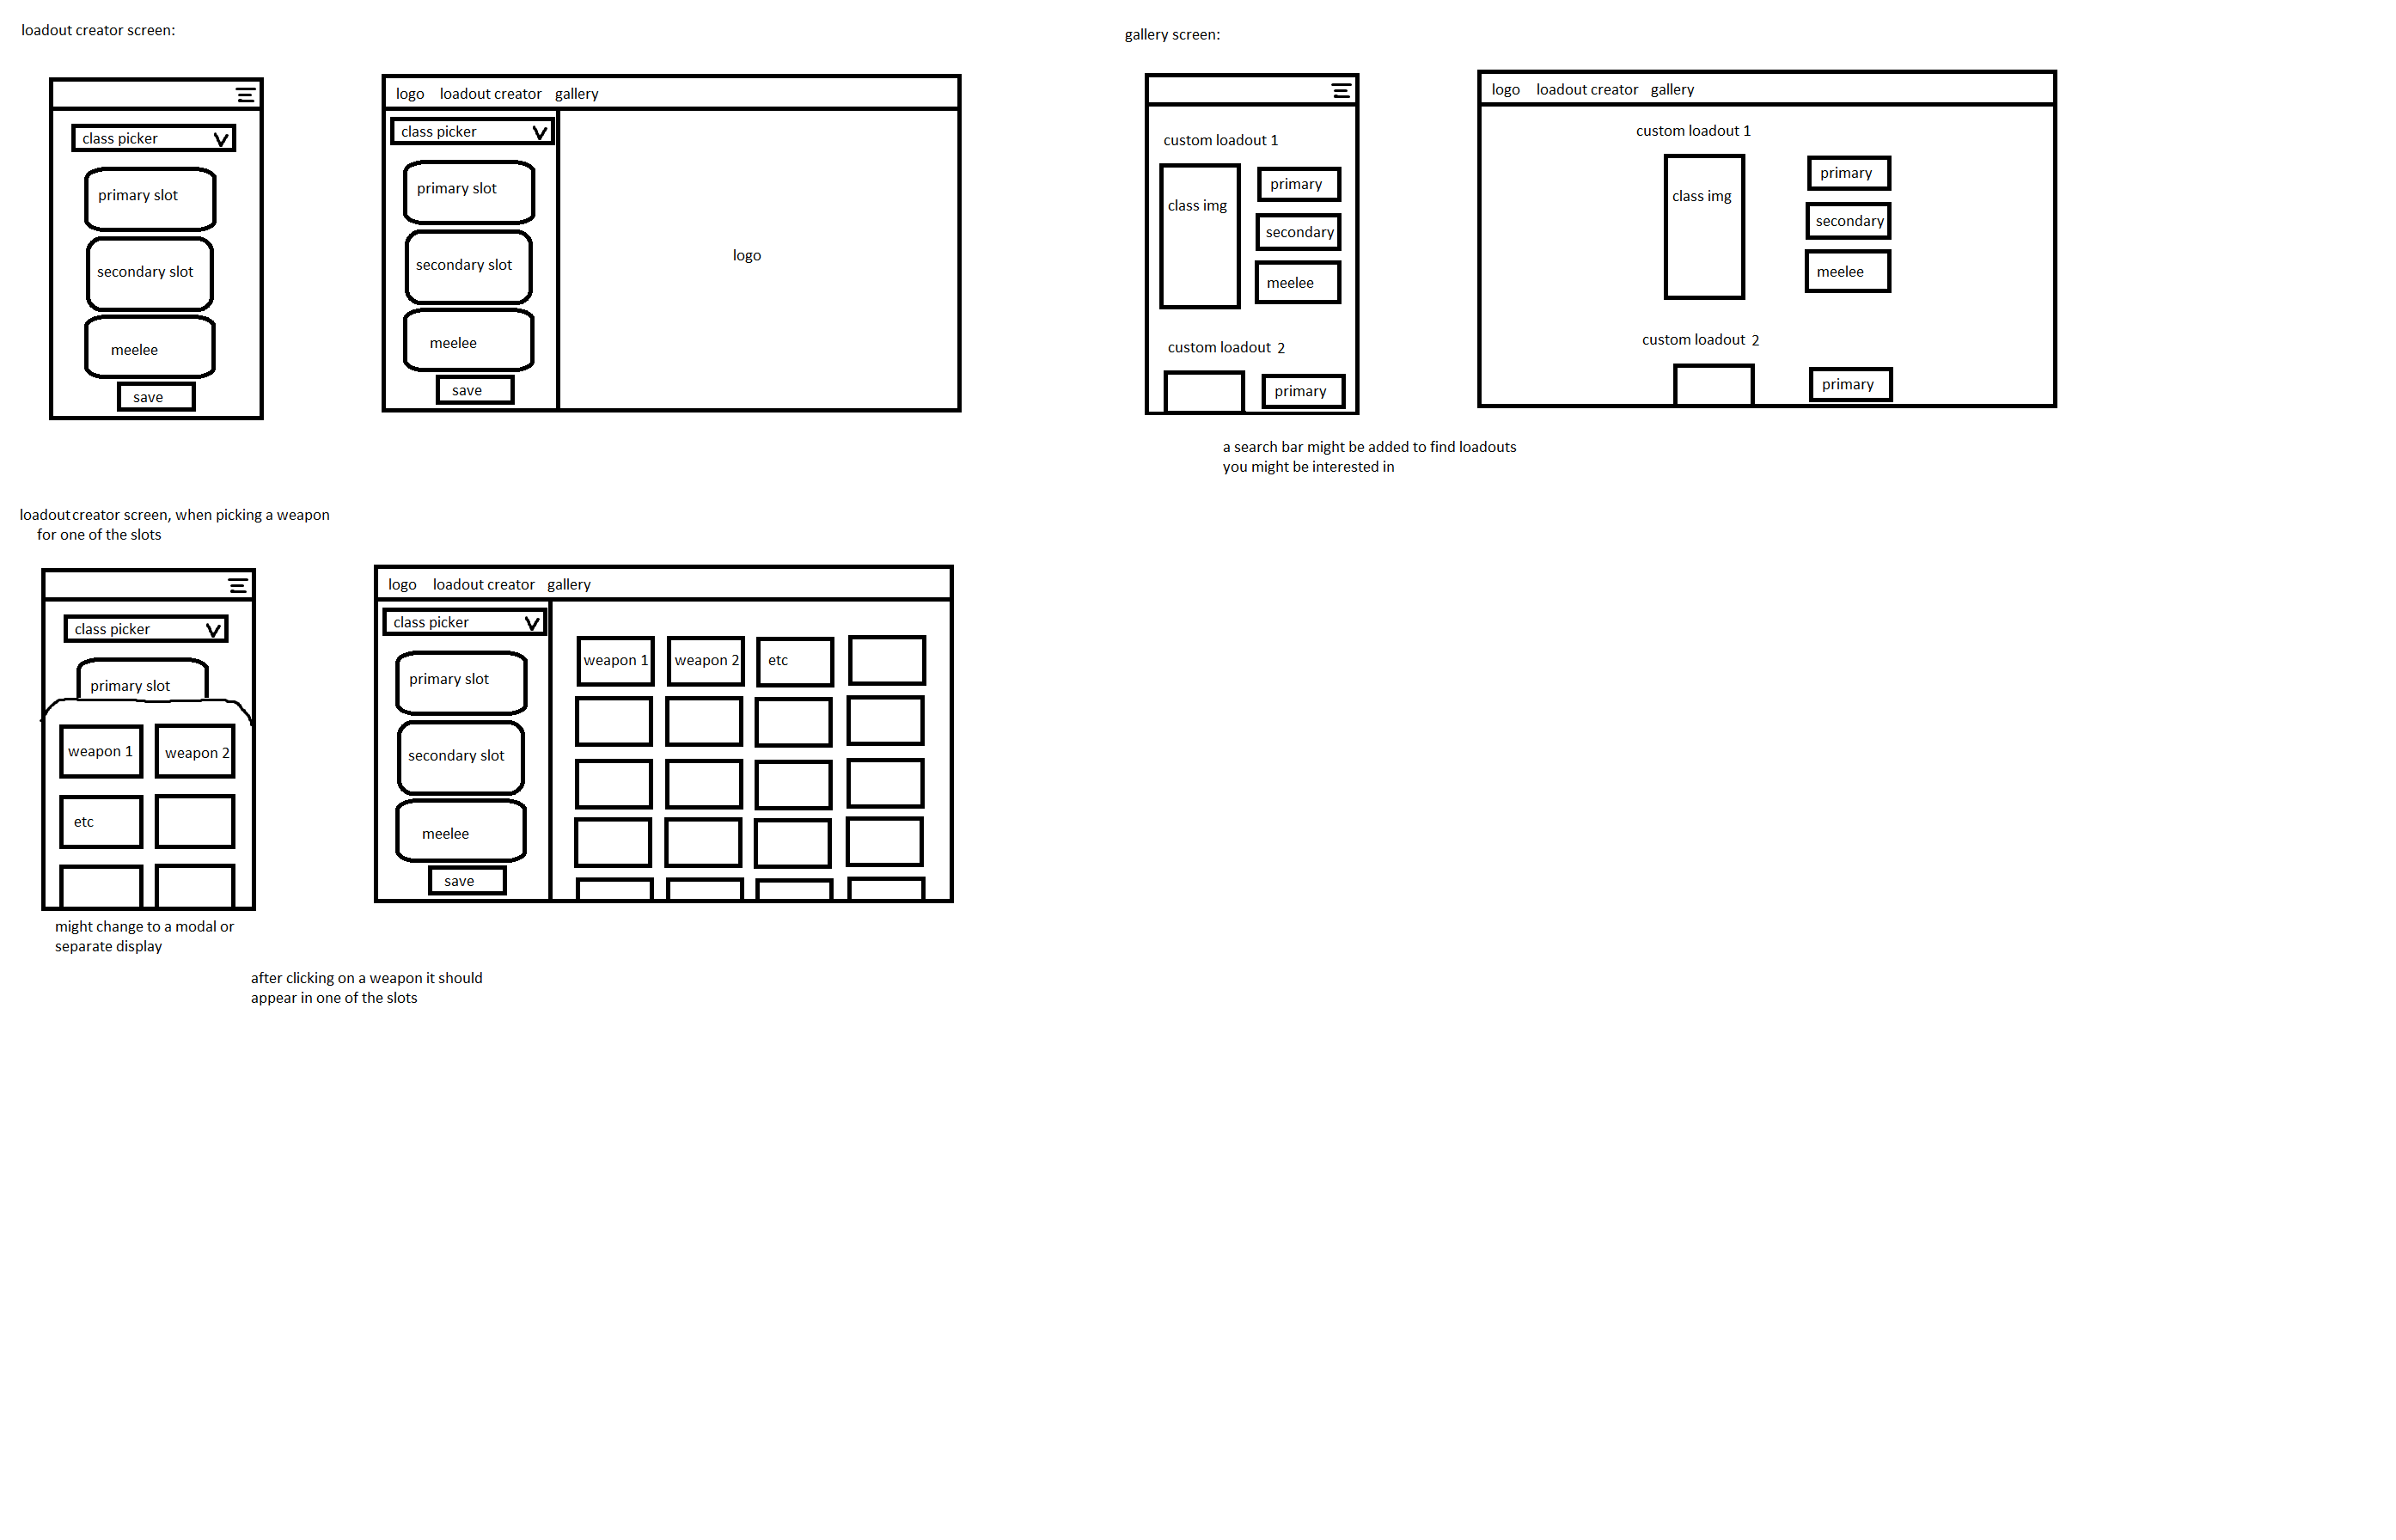 loadout creator screen:
class picker
primary slot
secondary slot
meelee
save
logo loadout creator gallery
class picker
primary slot
secondary slot
meelee
save
logo
gallery screen:
custom loadout 1
class img
primary
secondary
meelee
custom loadout 2
primary
logo loadout creator gallery
custom loadout 1
class img
primary
secondary
meelee
custom loadout 2
primary
a search bar might be added to find loadouts
you might be interested in
loadout creator screen, when picking a weapon
for one of the slots
class picker
primary slot
weapon 1 weapon 2
etc
might change to a modal or
separate display
logo loadout creator gallery
class picker
primary slot
secondary slot
meelee
save
weapon 1 weapon 2 etc
after clicking on a weapon it should
appear in one of the slots